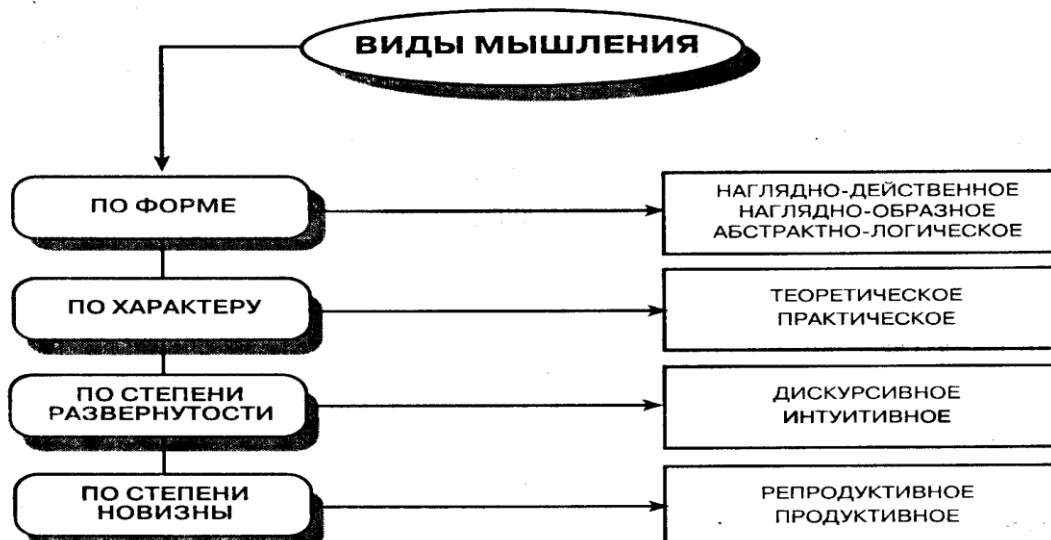 ВИДЫ МЫШЛЕНИЯ
ПО ФОРМЕ
НАГЛЯДНО-ДЕЙСТВЕННОЕ
НАГЛЯДНО-ОБРАЗНОЕ
АБСТРАКТНО-ЛОГИЧЕСКОЕ
ПО ХАРАКТЕРУ
ТЕОРЕТИЧЕСКОЕ
ПРАКТИЧЕСКОЕ
ПО СТЕПЕНИ
РАЗВЕРНУТОСТИ
ДИСКУРСИВНОЕ
ИНТУИТИВНОЕ
ПО СТЕПЕНИ
НОВИЗНЫ
РЕПРОДУКТИВНОЕ
ПРОДУКТИВНОЕ